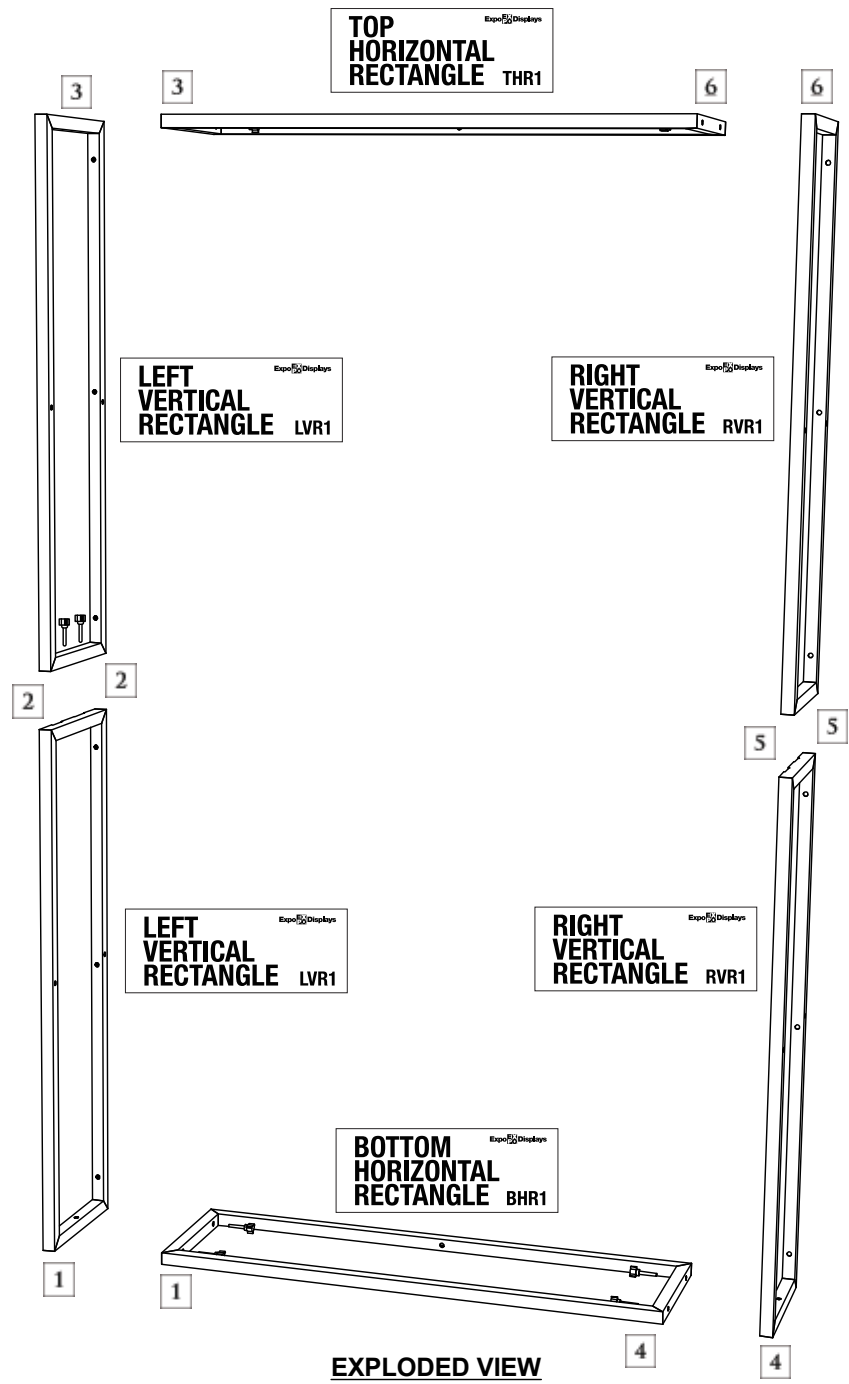 TOP
HORIZONTAL
RECTANGLE THR1
Expo Displays
3
3
6
6
LEFT
VERTICAL
RECTANGLE LVR1
Expo Displays
RIGHT
VERTICAL
RECTANGLE RVR1
Expo Displays
2
2
5
5
LEFT
VERTICAL
RECTANGLE LVR1
Expo Displays
RIGHT
VERTICAL
RECTANGLE RVR1
Expo Displays
BOTTOM
HORIZONTAL
RECTANGLE BHR1
Expo Displays
1
1
4
4
EXPLODED VIEW